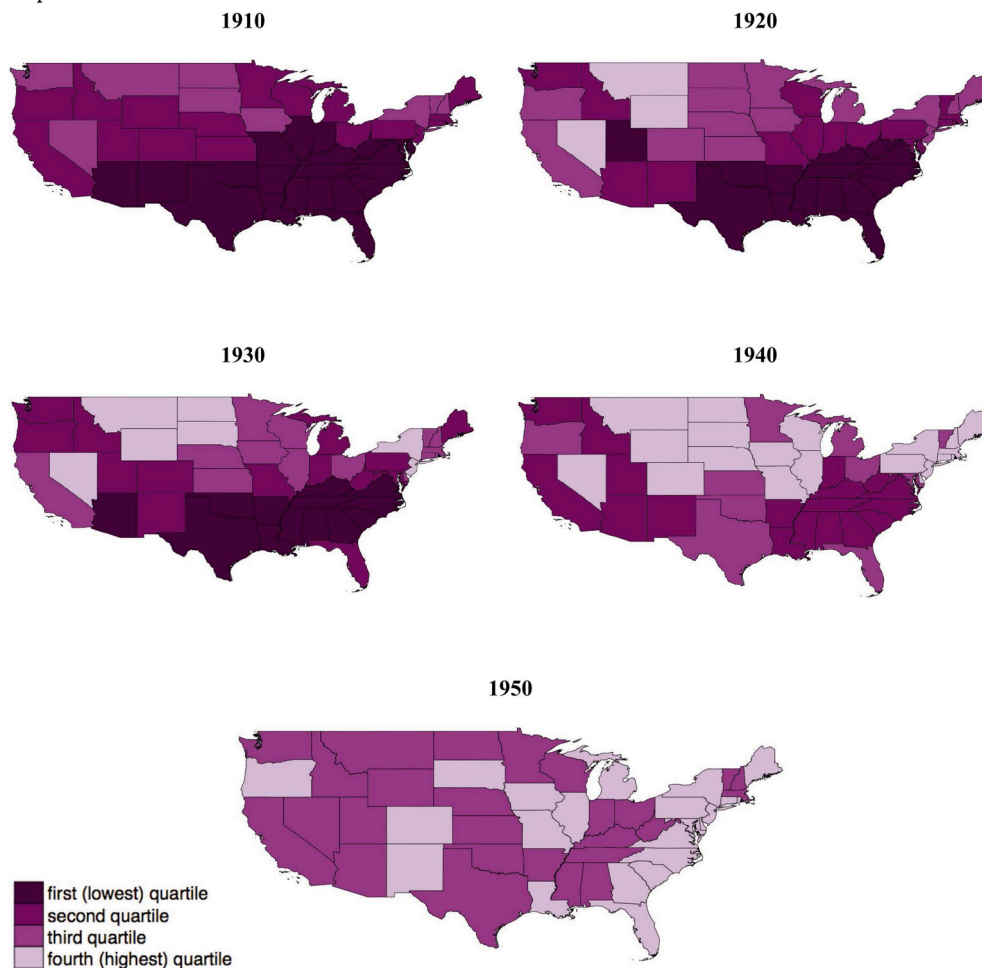 1910
1920
1930
1940
1950
first (lowest) quartile
second quartile
third quartile
fourth (highest) quartile